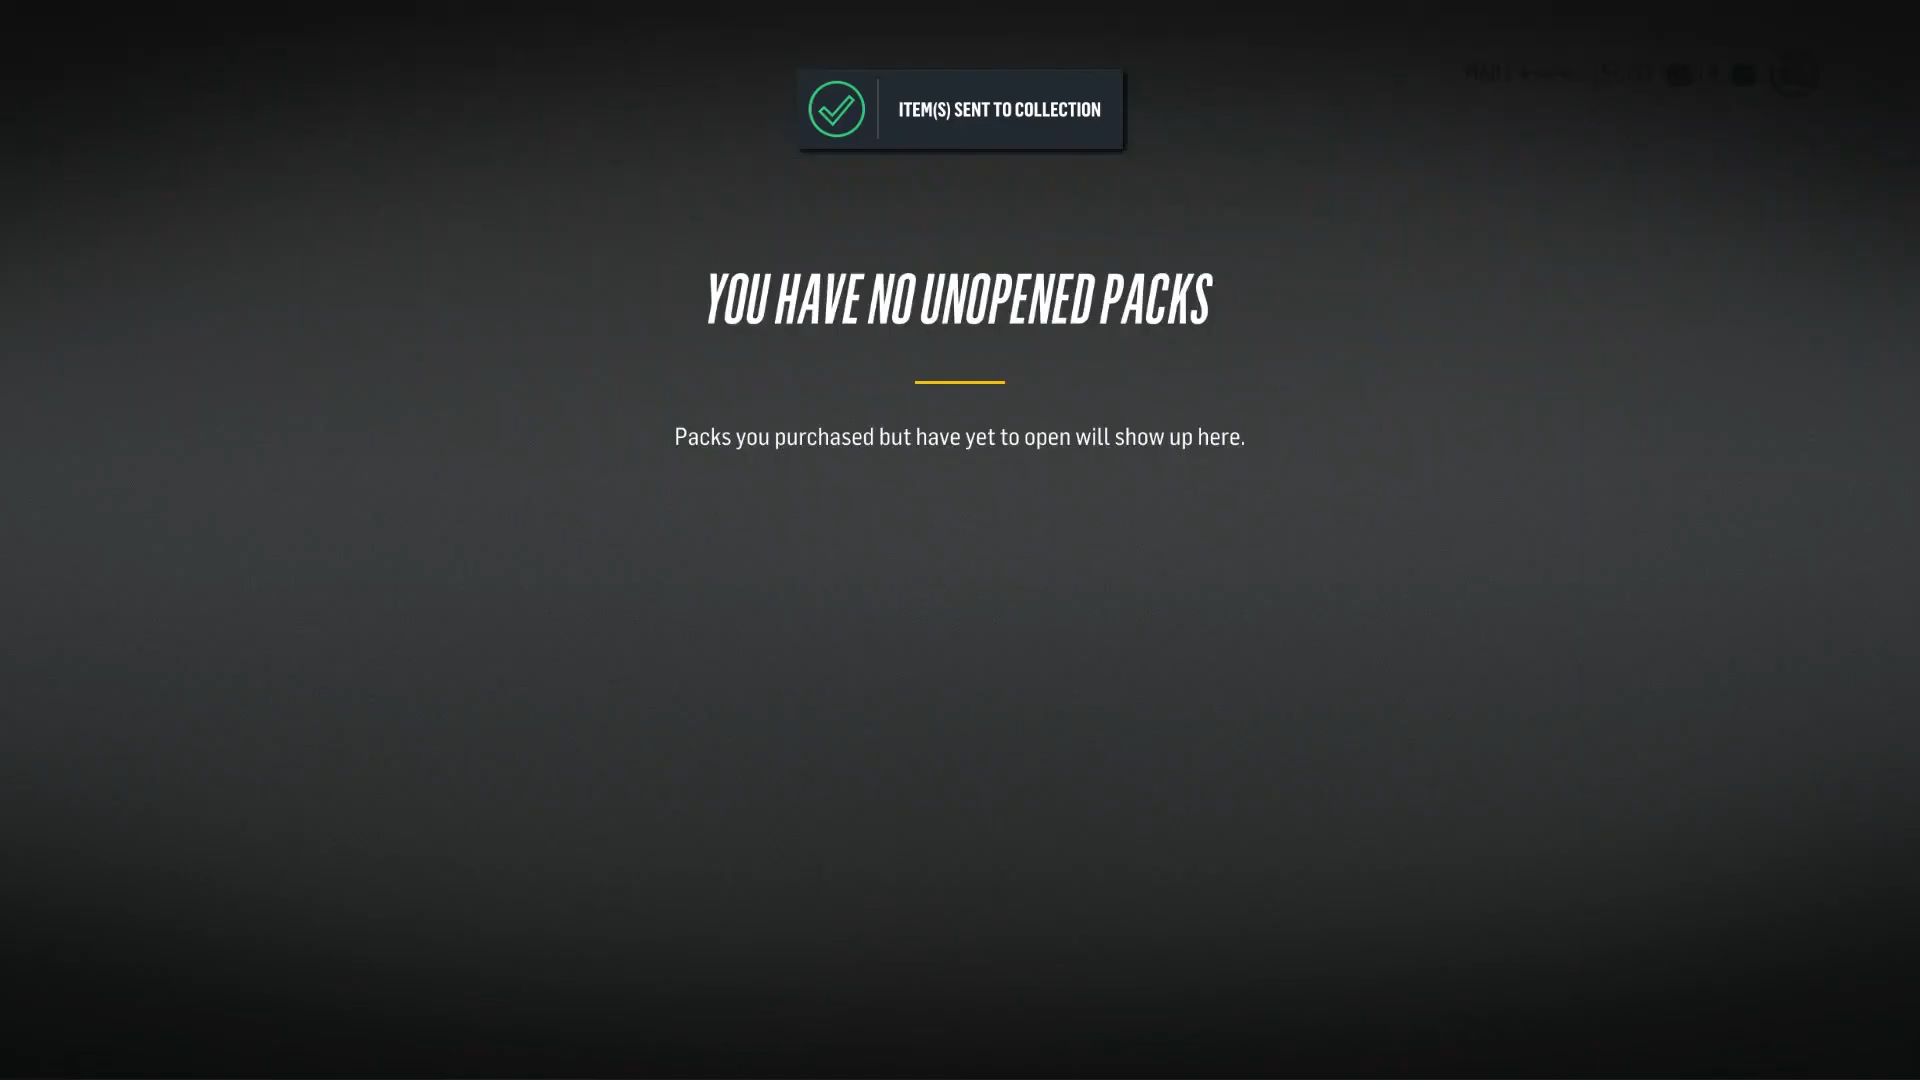 ITEM(S) SENT TO COLLECTION
YOU HAVE NO UNOPENED PACKS
Packs you purchased but have yet to open will show up here.